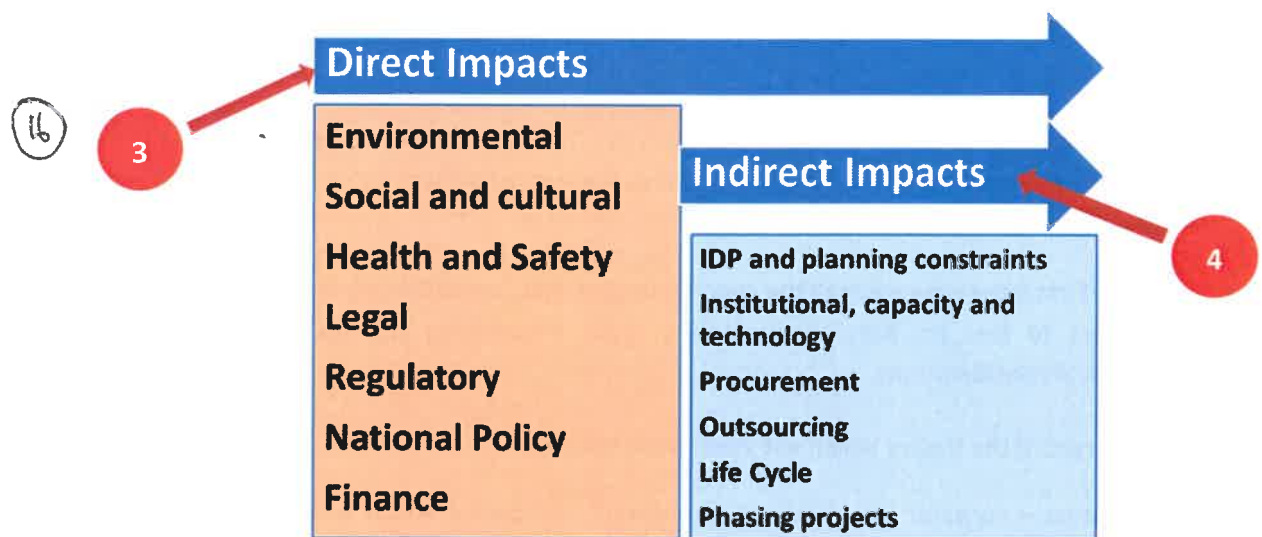 Direct Impacts
16
3
Environmental
Social and cultural
Health and Safety
Legal
Regulatory
National Policy
Finance
Indirect Impacts
4
IDP and planning constraints
Institutional, capacity and
technology
Procurement
Outsourcing
Life Cycle
Phasing projects